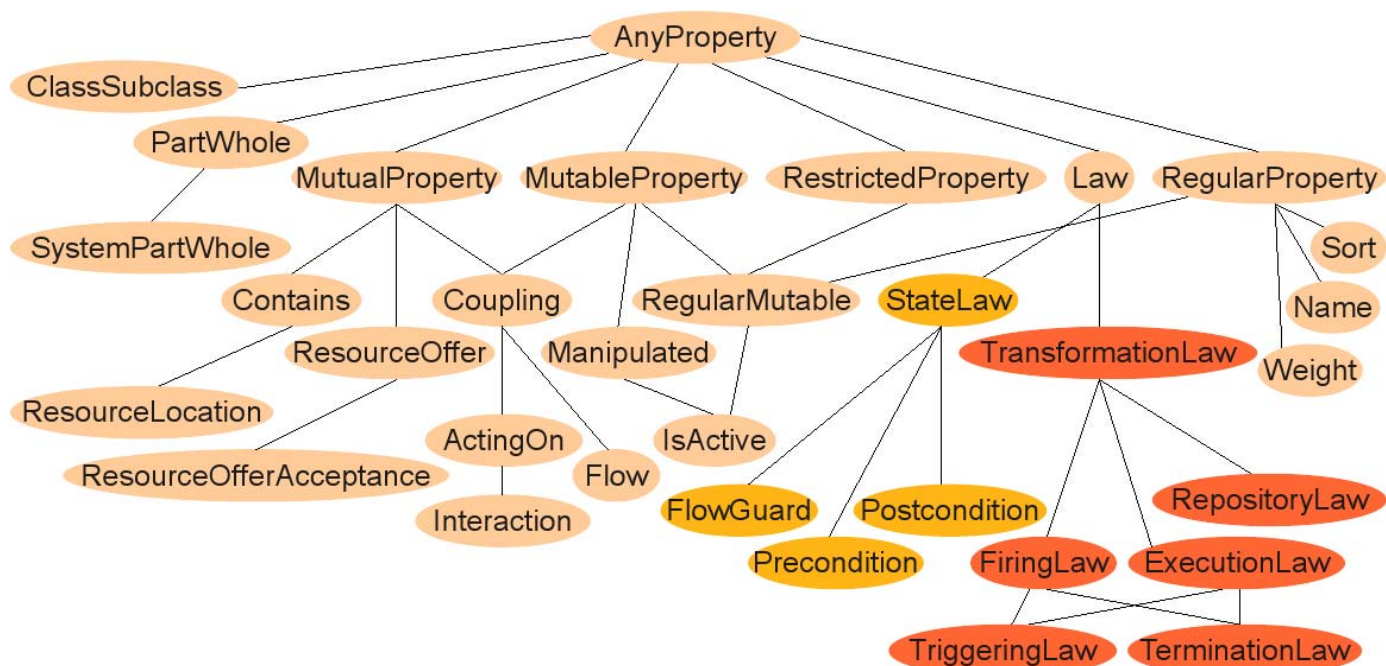 AnyProperty
ClassSubclass
PartWhole
MutualProperty
MutableProperty
RestrictedProperty
Law
RegularProperty
SystemPartWhole
Sort
Contains
Coupling
RegularMutable
StateLaw
Name
ResourceOffer
Manipulated
TransformationLaw
Weight
ResourceLocation
ActingOn
IsActive
ResourceOfferAcceptance
Flow
RepositoryLaw
Interaction
FlowGuard
Postcondition
Precondition
FiringLaw
ExecutionLaw
TriggeringLaw
TerminationLaw